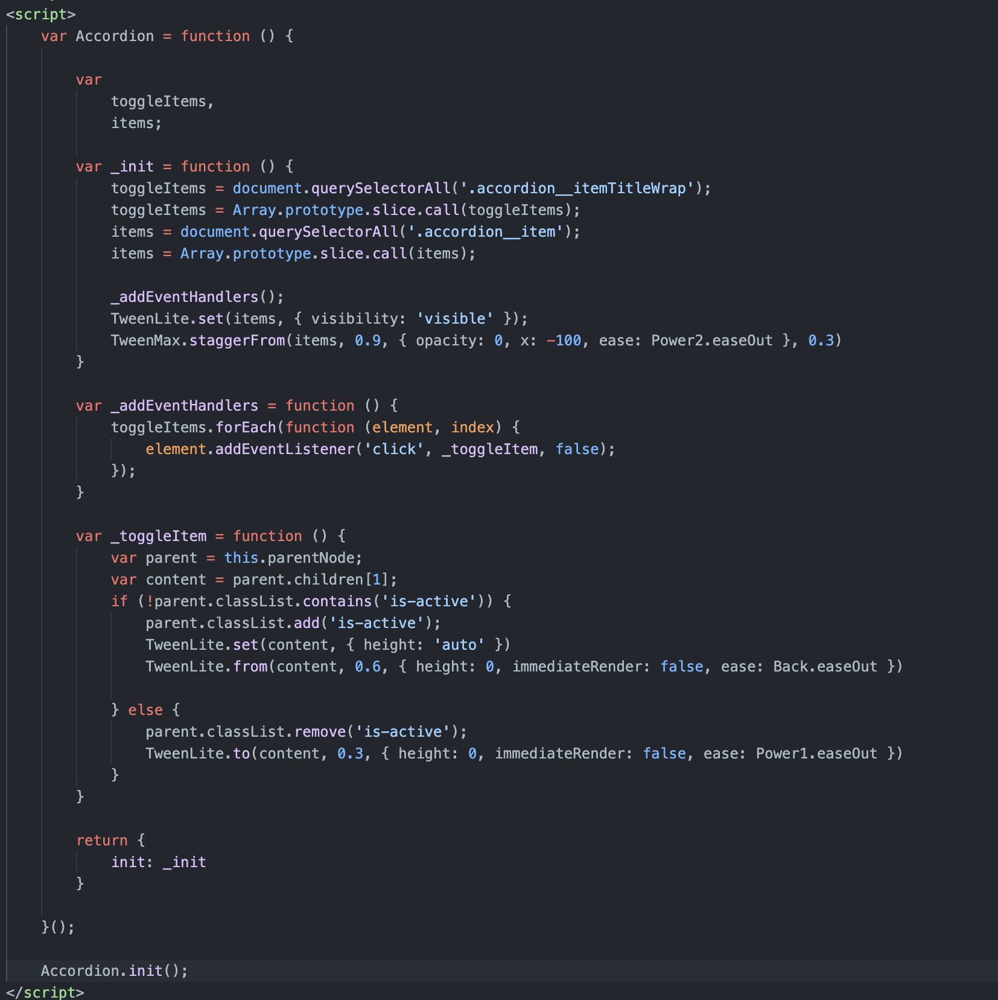 <script>
    var Accordion = function () {

        var
            toggleItems,
            items;

        var _init = function () {
            toggleItems = document.querySelectorAll('.accordion__itemTitleWrap');
            toggleItems = Array.prototype.slice.call(toggleItems);
            items = document.querySelectorAll('.accordion__item');
            items = Array.prototype.slice.call(items);

            _addEventHandlers();
            TweenLite.set(items, { visibility: 'visible' });
            TweenMax.staggerFrom(items, 0.9, { opacity: 0, x: -100, ease: Power2.easeOut }, 0.3)
        }

        var _addEventHandlers = function () {
            toggleItems.forEach(function (element, index) {
                element.addEventListener('click', _toggleItem, false);
            });
        }

        var _toggleItem = function () {
            var parent = this.parentNode;
            var content = parent.children[1];
            if (!parent.classList.contains('is-active')) {
                parent.classList.add('is-active');
                TweenLite.set(content, { height: 'auto' })
                TweenLite.from(content, 0.6, { height: 0, immediateRender: false, ease: Back.easeOut })

            } else {
                parent.classList.remove('is-active');
                TweenLite.to(content, 0.3, { height: 0, immediateRender: false, ease: Power1.easeOut })
            }
        }

        return {
            init: _init
        }

    }();

    Accordion.init();
</script>